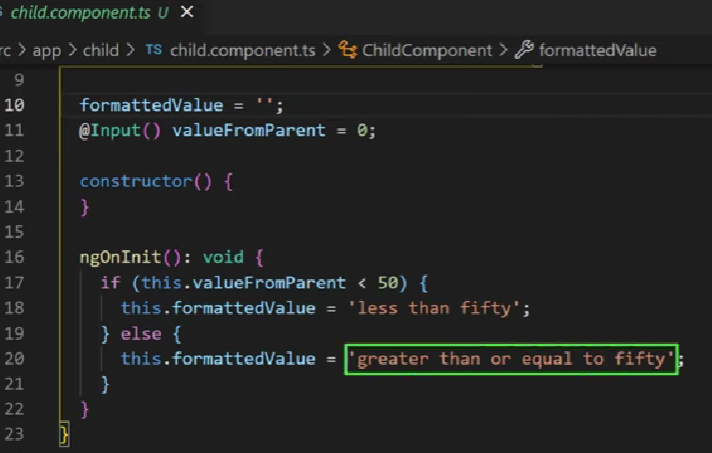 child.component.ts U ×
rc > app > child > TS child.component.ts > ChildComponent > formattedValue
9
10 formattedValue = '';
11 @Input() valueFromParent = 0;
12
13 constructor() {
14 }
15
16 ngOnInit(): void {
17 if (this.valueFromParent < 50) {
18 this.formattedValue = 'less than fifty';
19 } else {
20 this.formattedValue = 'greater than or equal to fifty';
21 }
22 }
23 }